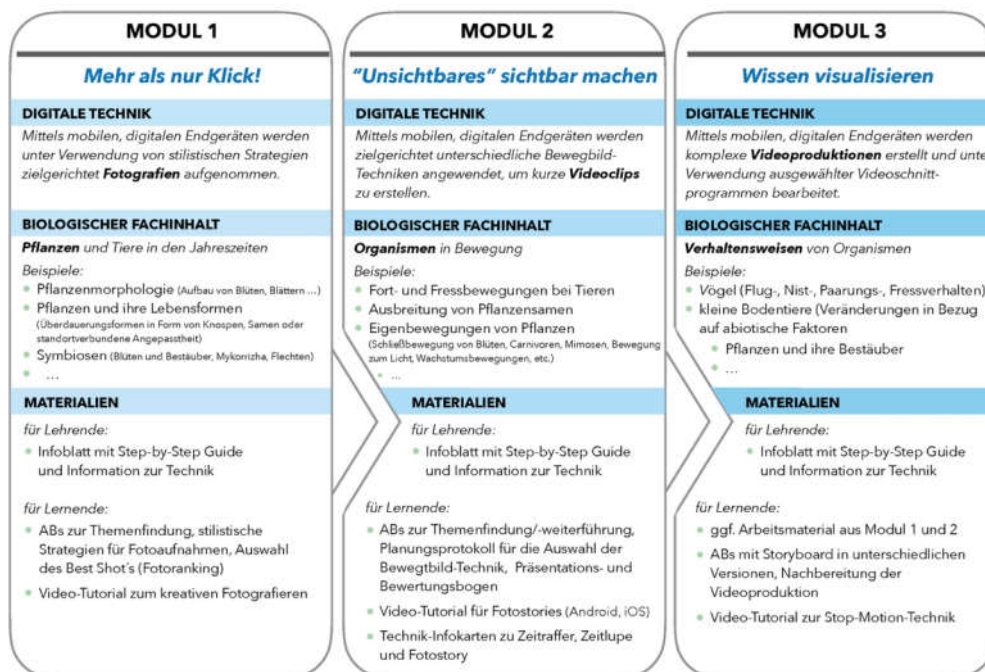 MODUL 1
Mehr als nur Klick!
DIGITALE TECHNIK
Mittels mobilen, digitalen Endgeräten werden
unter Verwendung von stilistischen Strategien
zielgerichtet Fotografien aufgenommen.
BIOLOGISCHER FACHINHALT
Pflanzen und Tiere in den Jahreszeiten
Beispiele:
• Pflanzenmorphologie (Aufbau von Blüten, Blättern ...)
• Pflanzen und ihre Lebensformen
(Überdauerungsformen in Form von Knospen, Samen oder
standortverbundene Angepasstheit)
• Symbiosen (Blüten und Bestäuber, Mykorrizha, Flechten)
• ...
MATERIALIEN
für Lehrende:
• Infoblatt mit Step-by-Step Guide
und Information zur Technik
für Lernende:
• ABs zur Themenfindung, stilistische
Strategien für Fotoaufnahmen, Auswahl
des Best Shot´s (Fotoranking)
• Video-Tutorial zum kreativen Fotografieren
MODUL 2
"Unsichtbares" sichtbar machen
DIGITALE TECHNIK
Mittels mobilen, digitalen Endgeräten werden
zielgerichtet unterschiedliche Bewegbild-
Techniken angewendet, um kurze Videoclips
zu erstellen.
BIOLOGISCHER FACHINHALT
Organismen in Bewegung
Beispiele:
• Fort- und Fressbewegungen bei Tieren
• Ausbreitung von Pflanzensamen
• Eigenbewegungen von Pflanzen
(Schließbewegung von Blüten, Carnivoren, Mimosen, Bewegung
zum Licht, Wachstumsbewegungen, etc.)
• ...
MATERIALIEN
für Lehrende:
• Infoblatt mit Step-by-Step Guide
und Information zur Technik
für Lernende:
• ABs zur Themenfindung/-weiterführung,
Planungsprotokoll für die Auswahl der
Bewegtbild-Technik, Präsentations- und
Bewertungsbogen
• Video-Tutorial für Fotostories (Android, iOS)
• Technik-Infokarten zu Zeitraffer, Zeitlupe
und Fotostory
MODUL 3
Wissen visualisieren
DIGITALE TECHNIK
Mittels mobilen, digitalen Endgeräten werden
komplexe Videoproduktionen erstellt und unte
Verwendung ausgewählter Videoschnitt-
programmen bearbeitet.
BIOLOGISCHER FACHINHALT
Verhaltensweisen von Organismen
Beispiele:
• Vögel (Flug-, Nist-, Paarungs-, Fressverhalten)
• kleine Bodentiere (Veränderungen in Bezug
auf abiotische Faktoren
• Pflanzen und ihre Bestäuber
• ...
MATERIALIEN
für Lehrende:
• Infoblatt mit Step-by-Step Guide
und Information zur Technik
für Lernende:
• ggf. Arbeitsmaterial aus Modul 1 und 2
• ABs mit Storyboard in unterschiedlichen
Versionen, Nachbereitung der
Videoproduktion
• Video-Tutorial zur Stop-Motion-Technik